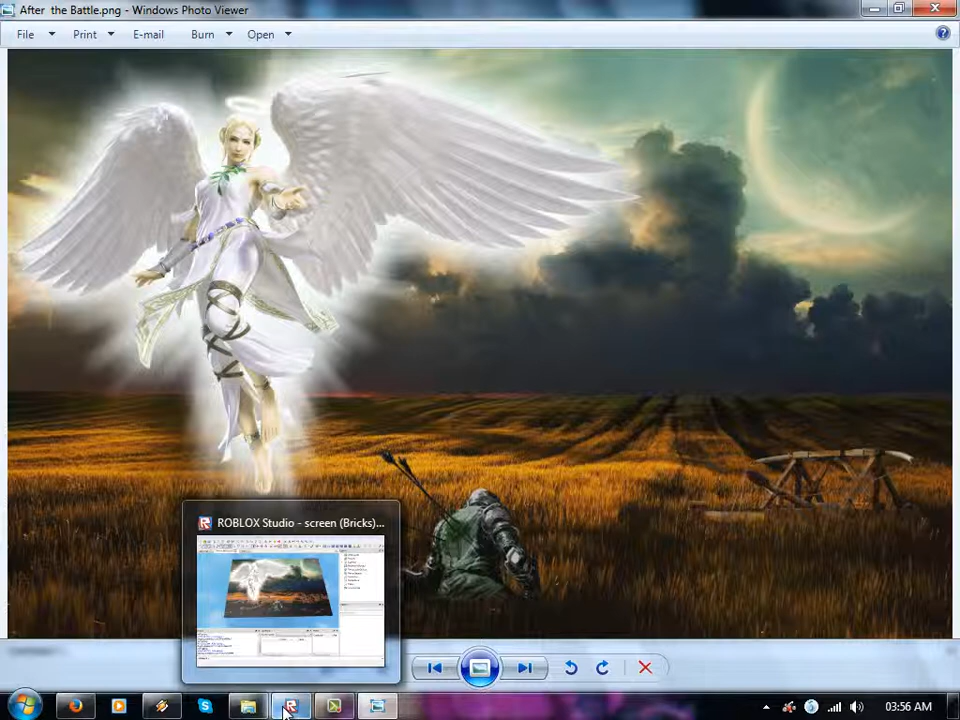 After  the Battle.png - Windows Photo Viewer
File Print E-mail Burn Open
ROBLOX Studio - screen (Bricks)...
03:56 AM